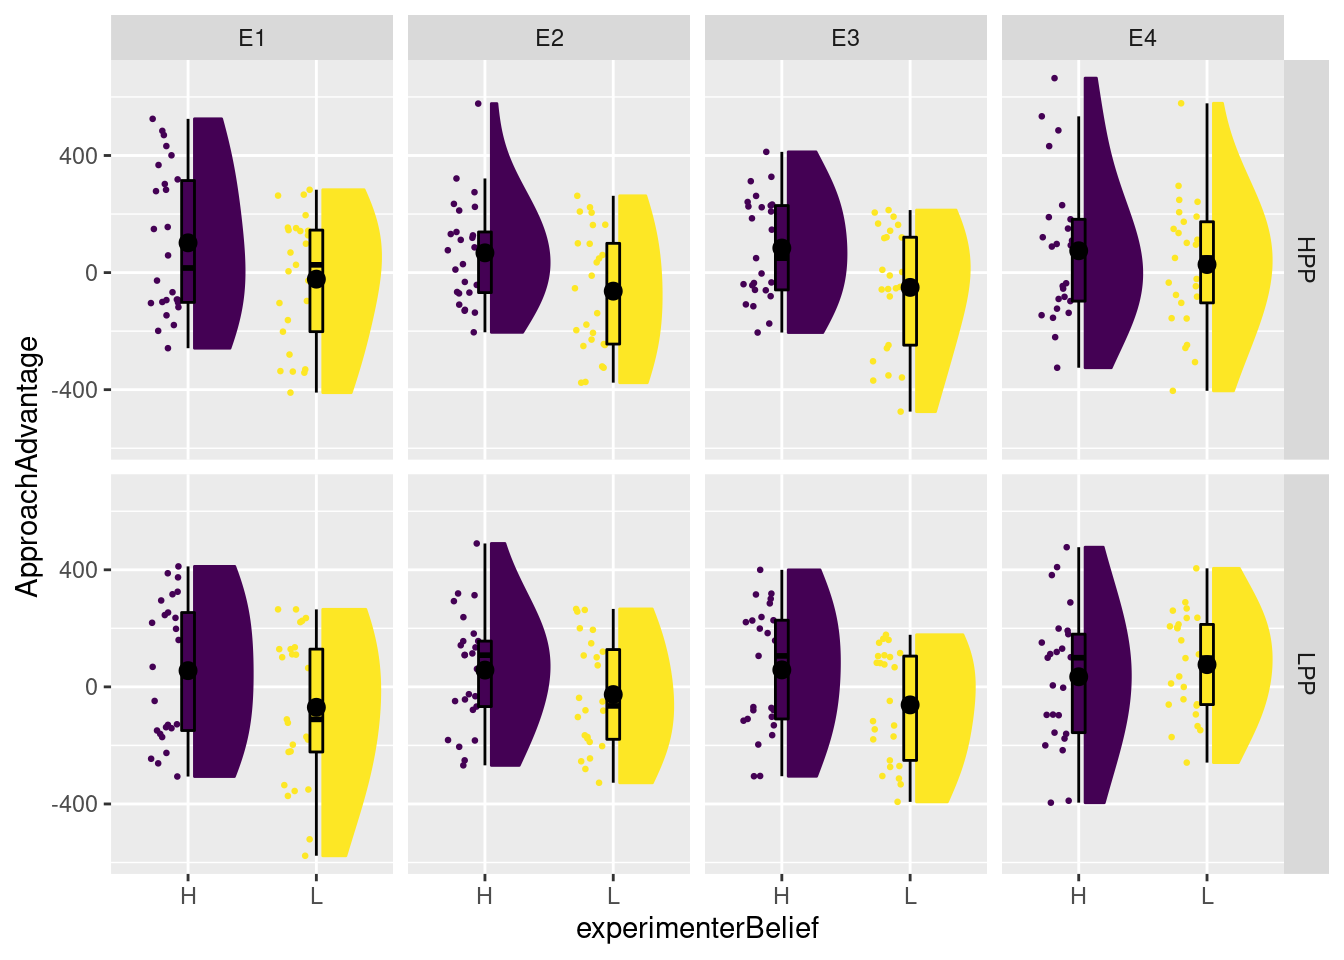 E1 E2 E3 E4
ApproachAdvantage
400
0
-400
HPP
400
0
-400
LPP
H L H L H L H L
experimenterBelief